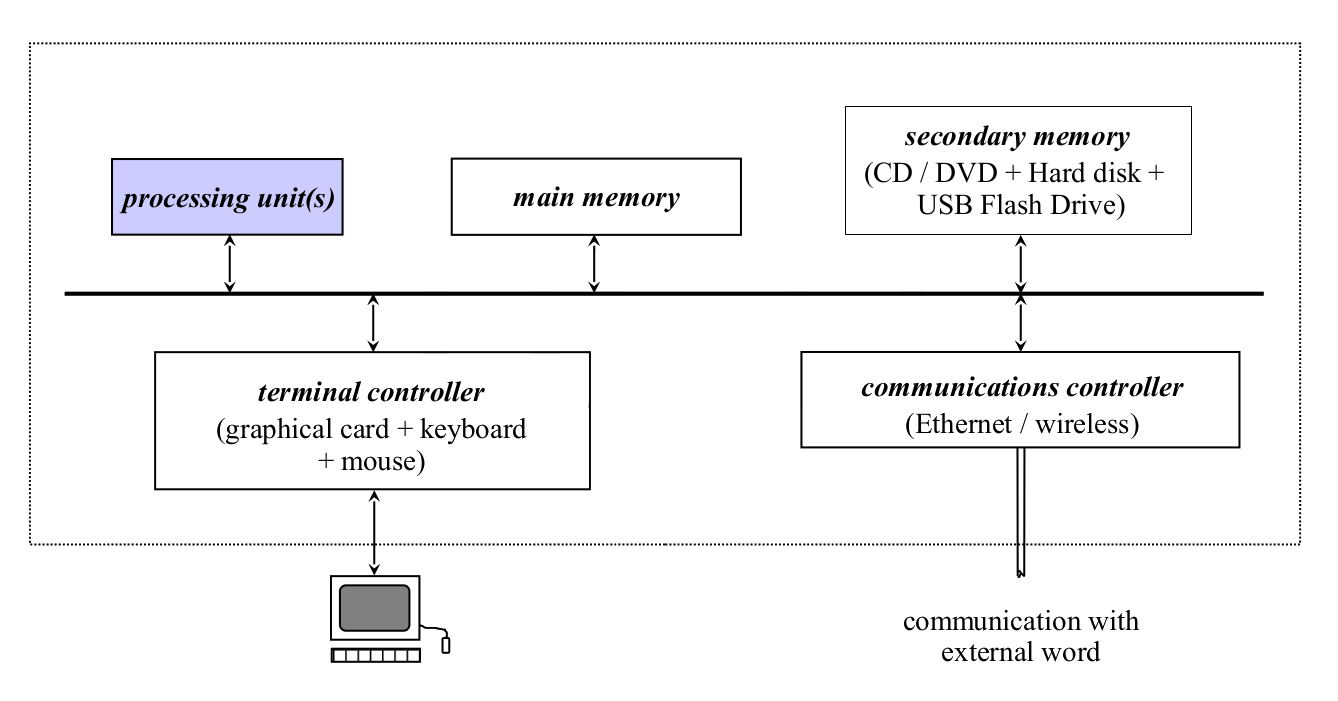 processing unit(s)
main memory
secondary memory
(CD / DVD + Hard disk +
USB Flash Drive)
terminal controller
(graphical card + keyboard
+ mouse)
communications controller
(Ethernet / wireless)
communication with
external word